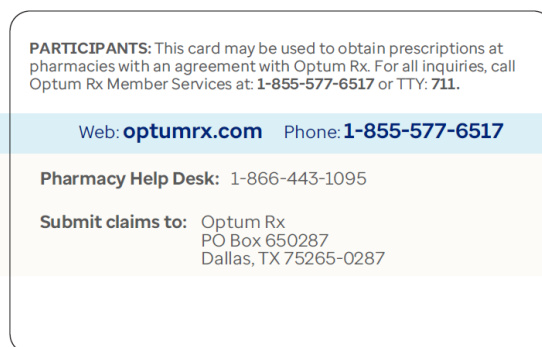 PARTICIPANTS: This card may be used to obtain prescriptions at
pharmacies with an agreement with Optum Rx. For all inquiries, call
Optum Rx Member Services at: 1-855-577-6517 or TTY: 711.
Web: optumrx.com Phone: 1-855-577-6517
Pharmacy Help Desk: 1-866-443-1095
Submit claims to: Optum Rx
PO Box 650287
Dallas, TX 75265-0287